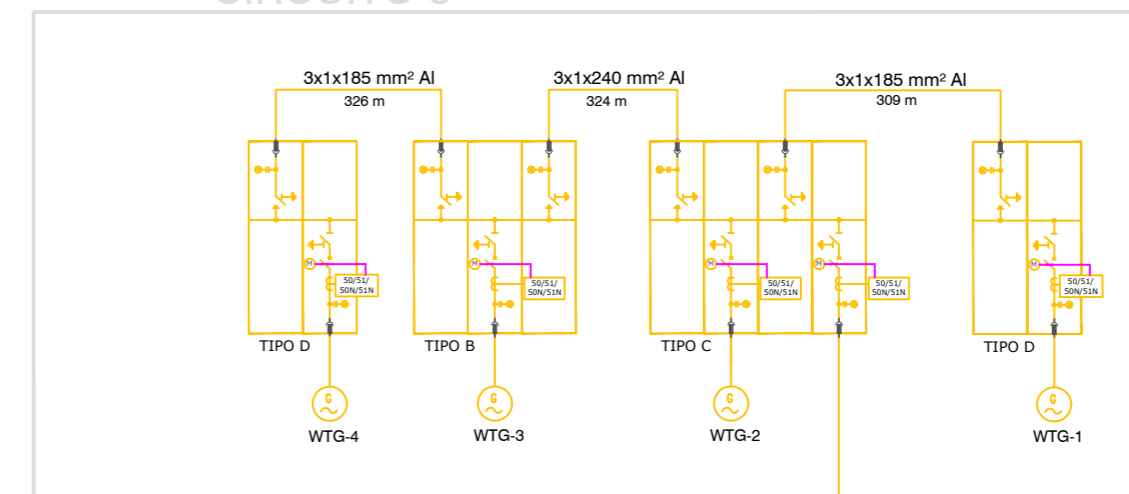 3x1x185 mm² Al
326 m
3x1x240 mm² Al
324 m
3x1x185 mm² Al
309 m
M
50/51/
50N/51N
M
50/51/
50N/51N
M
50/51/
50N/51N
M
50/51/
50N/51N
M
50/51/
50N/51N
TIPO D
TIPO B
TIPO C
TIPO D
G
G
G
G
WTG-4
WTG-3
WTG-2
WTG-1